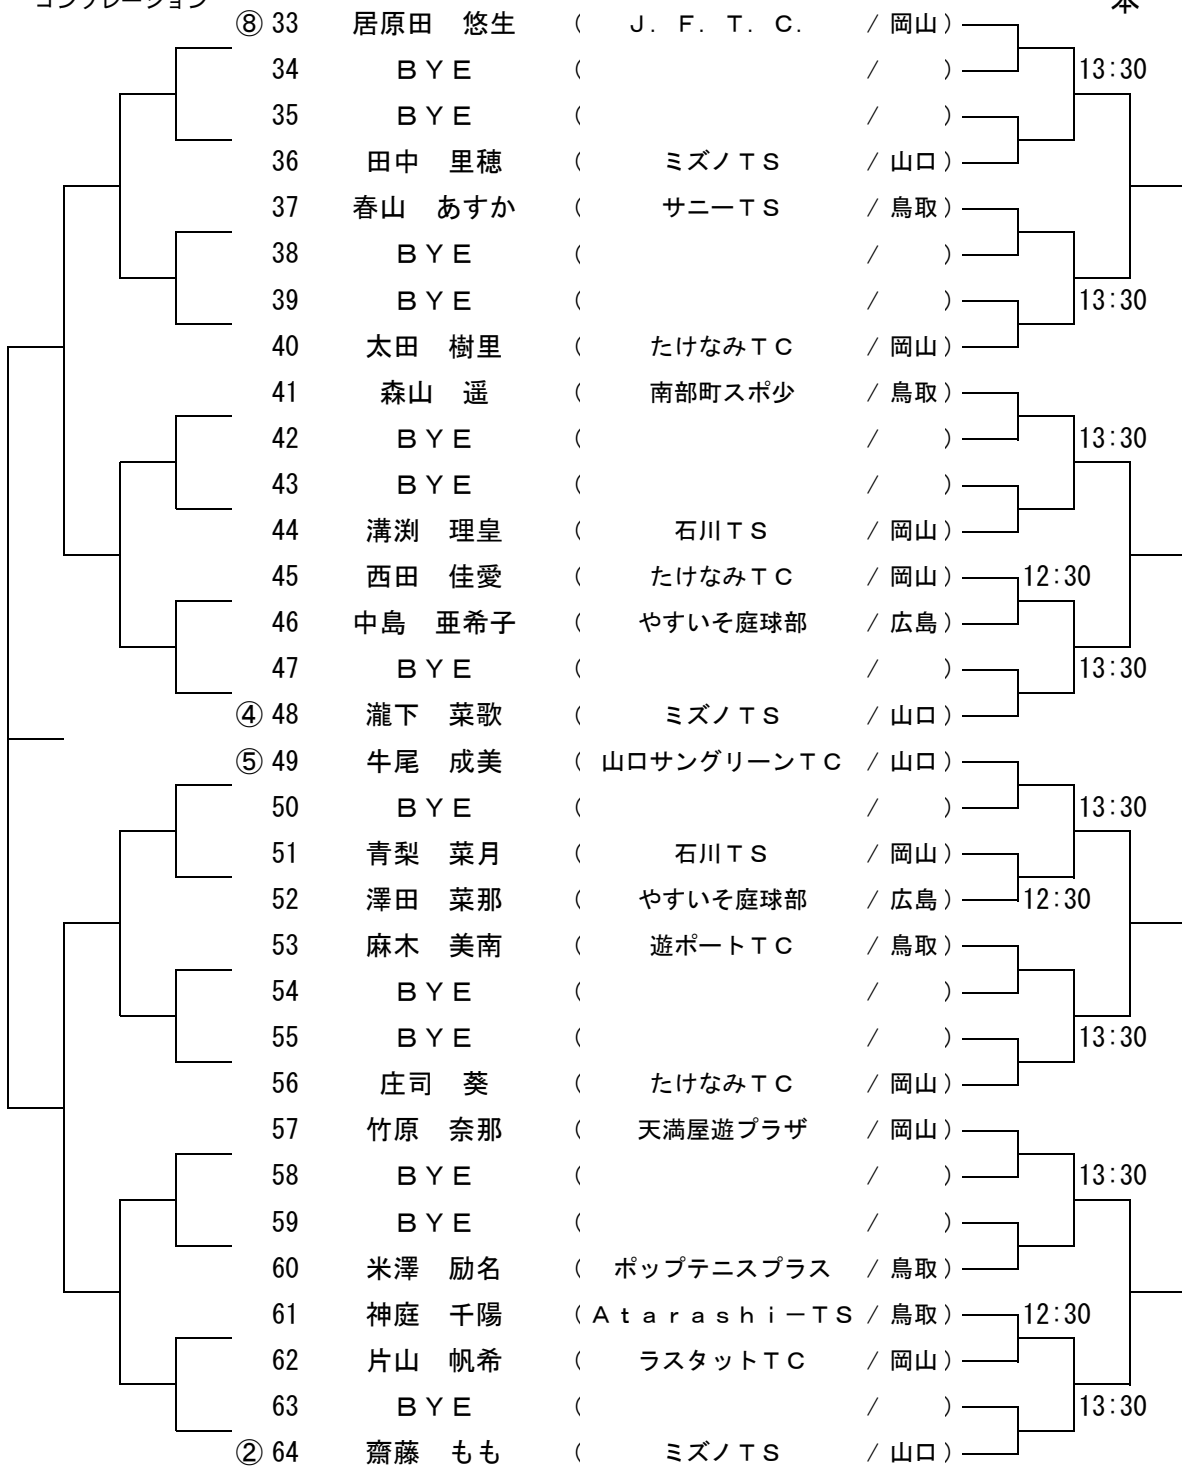 コンソレーション 本
⑧ 33 居原田 悠生 ( Ｊ．Ｆ．Ｔ．Ｃ． / 岡山 )
34 ＢＹＥ ( / ) 13:30
35 ＢＹＥ ( / )
36 田中 里穂 ( ミズノＴＳ / 山口 )
37 春山 あすか ( サニーＴＳ / 鳥取 )
38 ＢＹＥ ( / )
39 ＢＹＥ ( / ) 13:30
40 太田 樹里 ( たけなみＴＣ / 岡山 )
41 森山 遥 ( 南部町スポ少 / 鳥取 )
42 ＢＹＥ ( / ) 13:30
43 ＢＹＥ ( / )
44 溝渕 理皇 ( 石川ＴＳ / 岡山 )
45 西田 佳愛 ( たけなみＴＣ / 岡山 ) 12:30
46 中島 亜希子 ( やすいそ庭球部 / 広島 )
47 ＢＹＥ ( / ) 13:30
④ 48 瀧下 菜歌 ( ミズノＴＳ / 山口 )
⑤ 49 牛尾 成美 ( 山口サングリーンＴＣ / 山口 )
50 ＢＹＥ ( / ) 13:30
51 青梨 菜月 ( 石川ＴＳ / 岡山 )
52 澤田 菜那 ( やすいそ庭球部 / 広島 ) 12:30
53 麻木 美南 ( 遊ポートＴＣ / 鳥取 )
54 ＢＹＥ ( / )
55 ＢＹＥ ( / ) 13:30
56 庄司 葵 ( たけなみＴＣ / 岡山 )
57 竹原 奈那 ( 天満屋遊プラザ / 岡山 )
58 ＢＹＥ ( / ) 13:30
59 ＢＹＥ ( / )
60 米澤 励名 ( ポップテニスプラス / 鳥取 )
61 神庭 千陽 ( Ａｔａｒａｓｈｉ－ＴＳ / 鳥取 ) 12:30
62 片山 帆希 ( ラスタットＴＣ / 岡山 )
63 ＢＹＥ ( / ) 13:30
② 64 齋藤 もも ( ミズノＴＳ / 山口 )